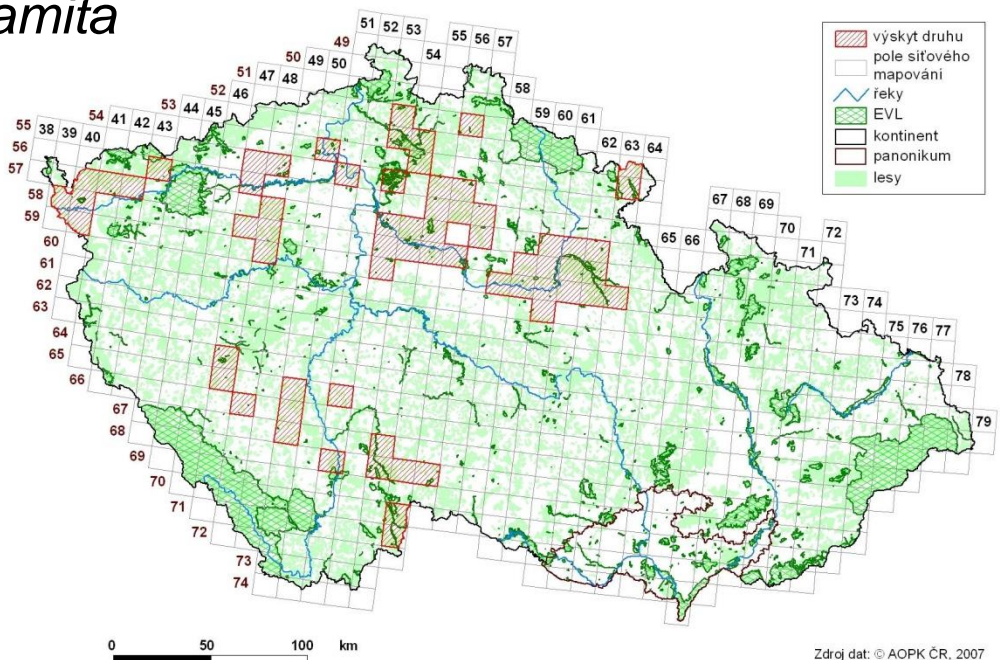 amita
51 52 53
55 56 57
49
54
50
49 50
51
47 48
58
52
46
53
44 45
59 60 61
54
41 42 43
55
38 39 40
62 63 64
56
57
58
59
60
61
62
63
64
65
66
67
68
69
70
71
72
73
74
65 66
67 68 69
70
71
72
73 74
75 76 77
78
79
výskyt druhu
pole síťového
mapování
řeky
EVL
kontinent
panonikum
lesy
0 50 100 km
Zdroj dat: © AOPK ČR, 2007